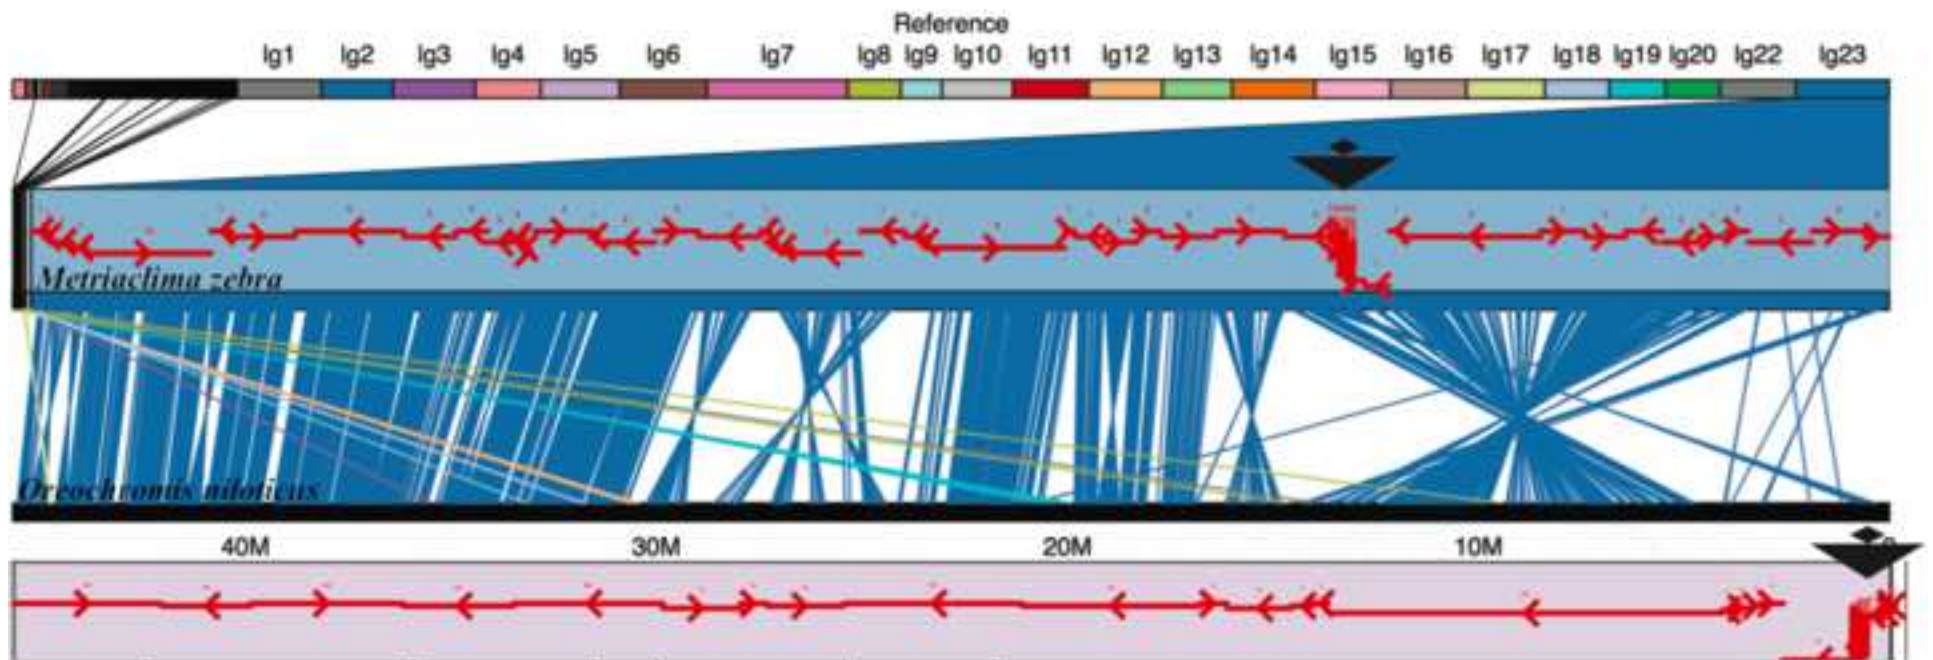 Reference
lg1 lg2 lg3 lg4 lg5 lg6 lg7 lg8 lg9 lg10 lg11 lg12 lg13 lg14 lg15 lg16 lg17 lg18 lg19 lg20 lg22 lg23
Metriaclima zebra
Oreochromis niloticus
40M 30M 20M 10M 0